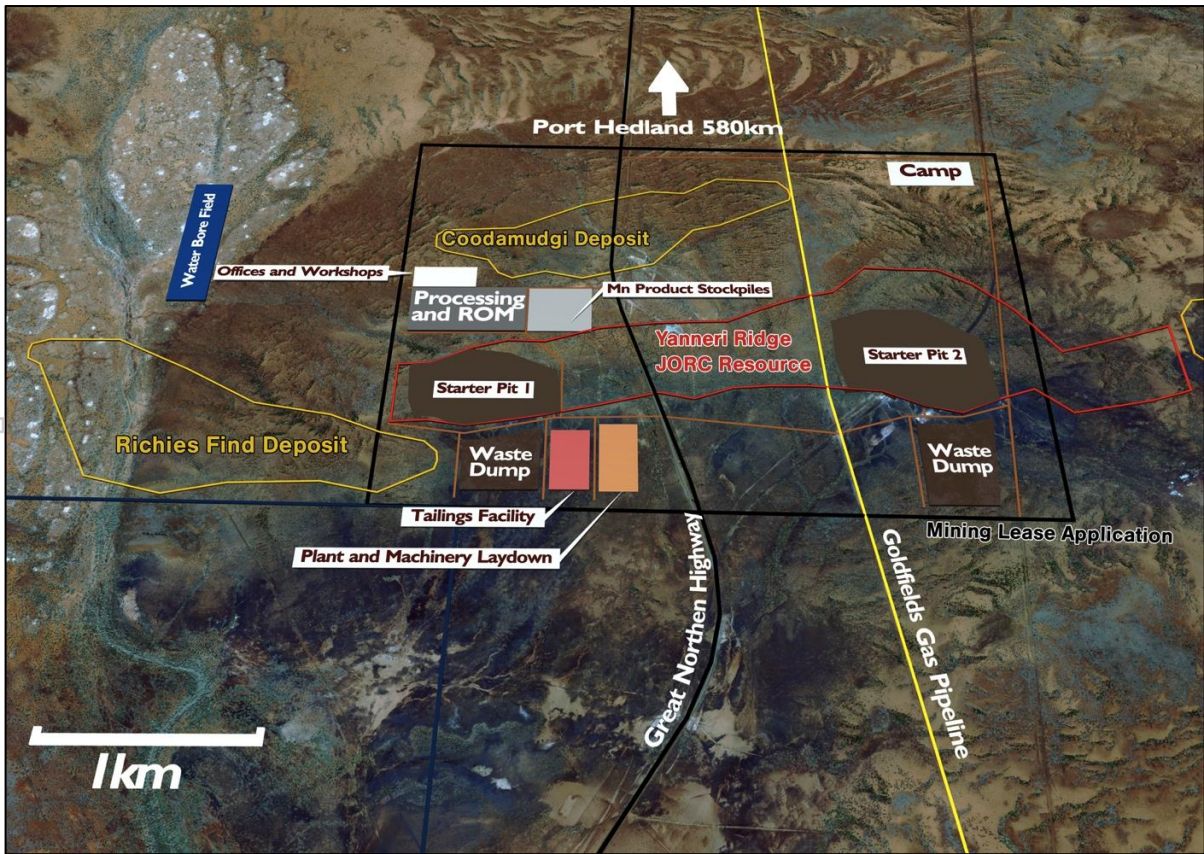 Port Hedland 580km
Camp
Water Bore Field
Coodamudgi Deposit
Offices and Workshops
Processing
and ROM
Mn Product Stockpiles
Yanneri Ridge
JORC Resource
Starter Pit 1
Starter Pit 2
Richies Find Deposit
Waste
Dump
Waste
Dump
Tailings Facility
Mining Lease Application
Plant and Machinery Laydown
Great Northen Highway
Goldfields Gas Pipeline
1km